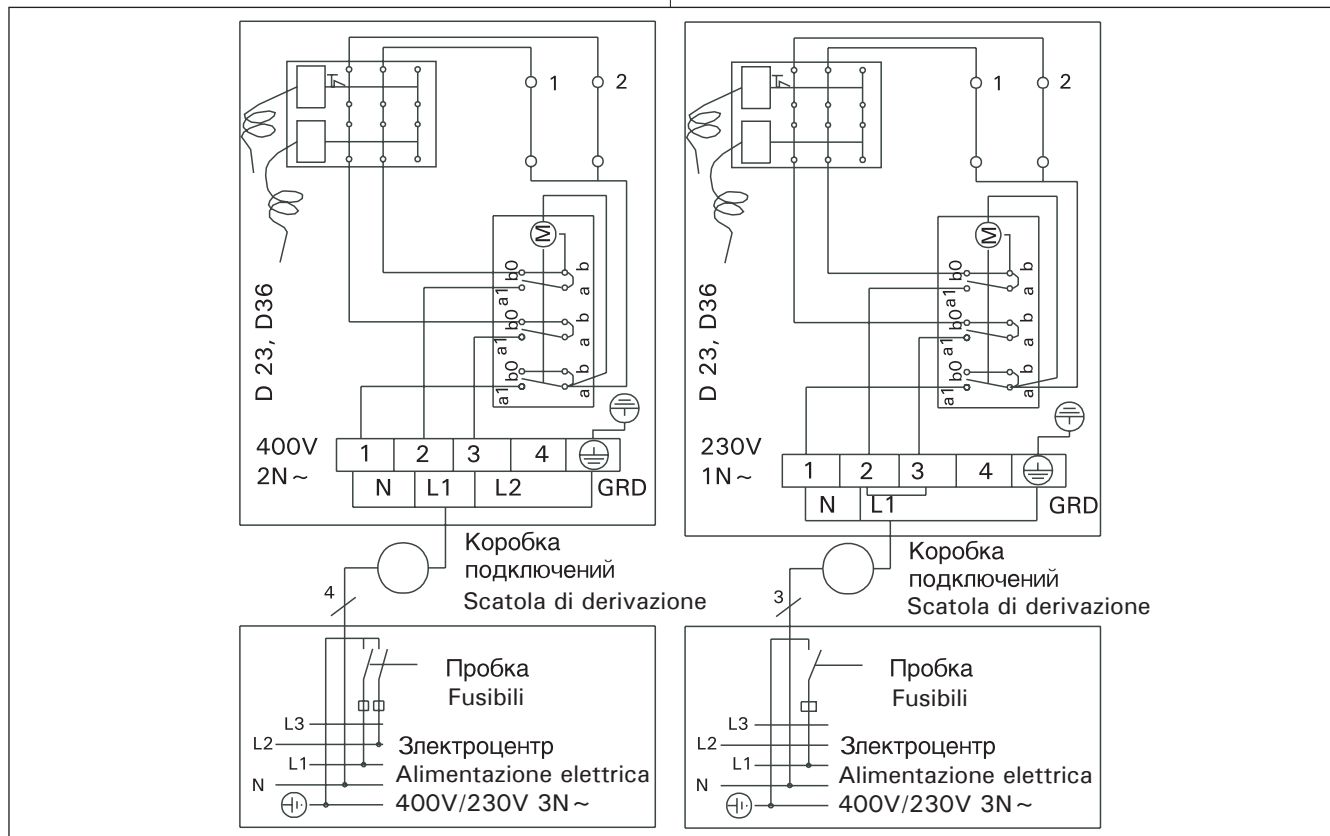 1
2
M
b0
b
a1
a
b0
b
a1
a
b0
b
a1
a
D 23, D36
400V
2N~
1
2
3
4
N
L1
L2
GRD
Коробка
подключений
Scatola di derivazione
4
Пробка
Fusibili
L3
L2
L1
N
Злектроцентр
Alimentazione elettrica
400V/230V 3N~
1
2
M
b0
b
a1
a
b0
b
a1
a
b0
b
a1
a
D 23, D36
230V
1N~
1
2
3
4
N
L1
GRD
Коробка
подключений
Scatola di derivazione
3
Пробка
Fusibili
L3
L2
L1
N
Злектроцентр
Alimentazione elettrica
400V/230V 3N~